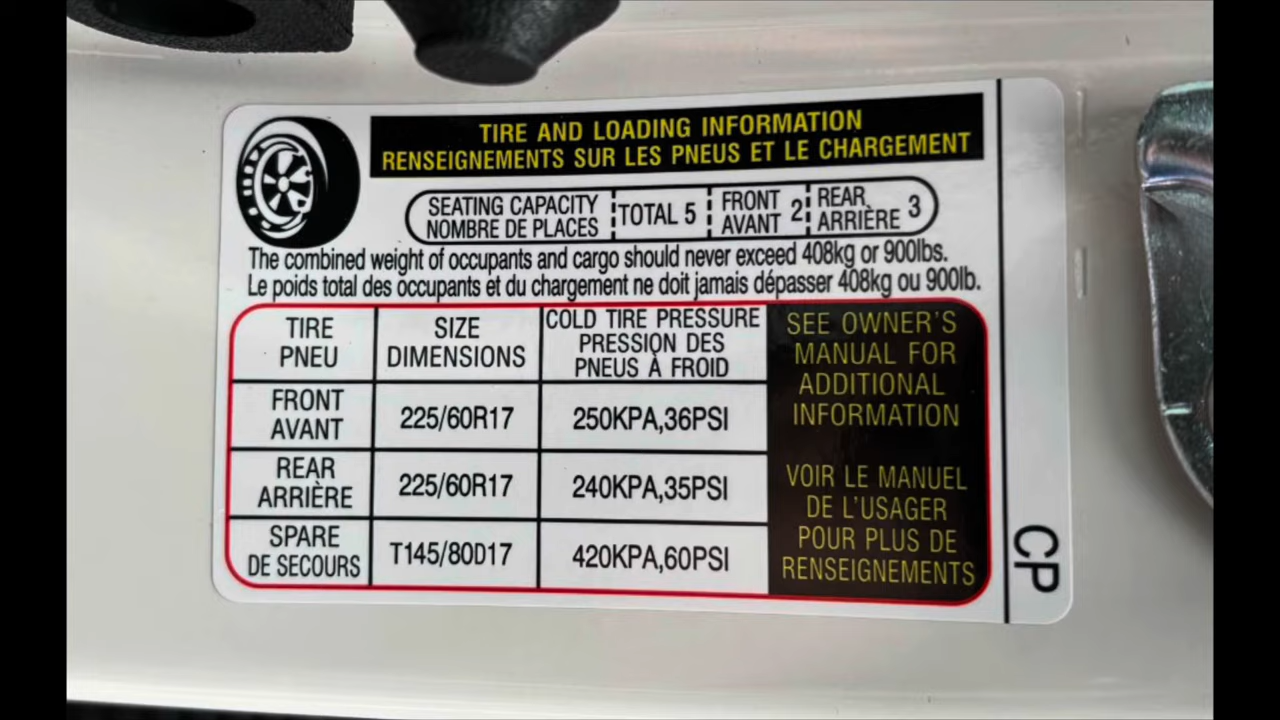 TIRE AND LOADING INFORMATION
RENSEIGNEMENTS SUR LES PNEUS ET LE CHARGEMENT
SEATING CAPACITY
NOMBRE DE PLACES
TOTAL 5
FRONT
AVANT 2
REAR
ARRIÈRE 3
The combined weight of occupants and cargo should never exceed 408kg or 900lbs.
Le poids total des occupants et du chargement ne doit jamais dépasser 408kg ou 900lb.
TIRE
PNEU
SIZE
DIMENSIONS
COLD TIRE PRESSURE
PRESSION DES
PNEUS À FROID
FRONT
AVANT
225/60R17
250KPA,36PSI
REAR
ARRIÈRE
225/60R17
240KPA,35PSI
SPARE
DE SECOURS
T145/80D17
420KPA,60PSI
SEE OWNER'S
MANUAL FOR
ADDITIONAL
INFORMATION
VOIR LE MANUEL
DE L'USAGER
POUR PLUS DE
RENSEIGNEMENTS
CP